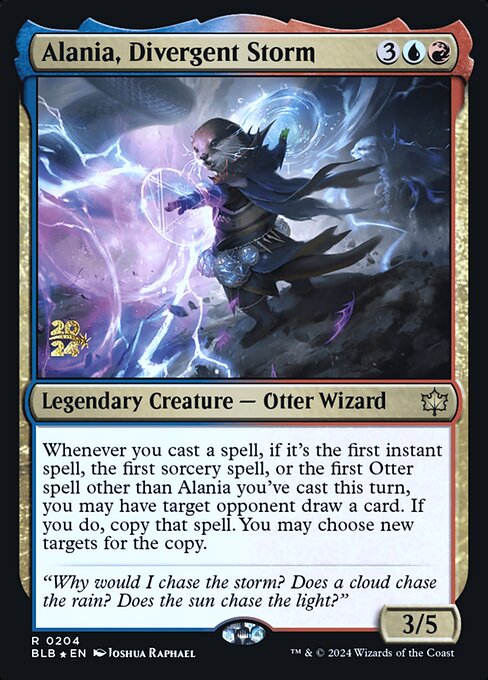 Alania, Divergent Storm 3
2024
Legendary Creature — Otter Wizard
Whenever you cast a spell, if it's the first instant
spell, the first sorcery spell, or the first Otter
spell other than Alania you've cast this turn,
you may have target opponent draw a card. If
you do, copy that spell. You may choose new
targets for the copy.
“Why would I chase the storm? Does a cloud chase
the rain? Does the sun chase the light?”
3/5
R 0204
BLB ★ EN Joshua Raphael
™ & © 2024 Wizards of the Coast